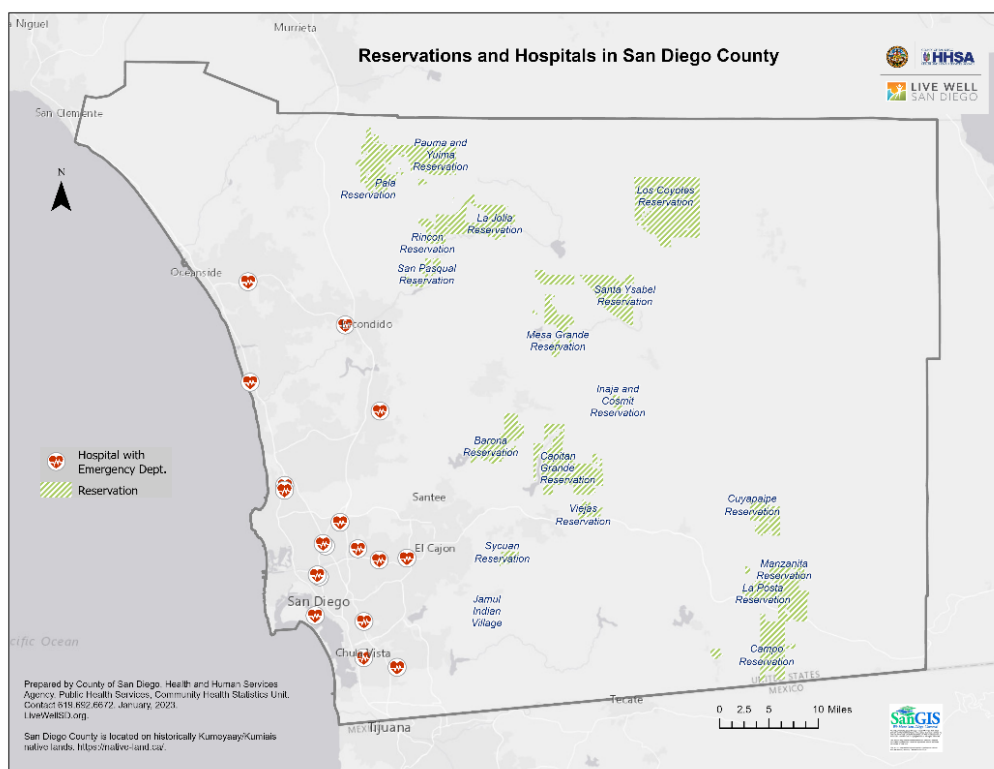 Niguel
Murrieta
Reservations and Hospitals in San Diego County
HHSA
LIVE WELL
SAN DIEGO
San Clemente
N
Pauma and
Yuima
Reservation
Pala
Reservation
Los Coyotes
Reservation
La Jolla
Reservation
Rincon
Reservation
San Pasqual
Reservation
Oceanside
Santa Ysabel
Reservation
Escondido
Mesa Grande
Reservation
Inaja and
Cosmit
Reservation
Barona
Reservation
Capitan
Grande
Reservation
Hospital with
Emergency Dept.
Reservation
Santee
Viejas
Reservation
Cuyapaipe
Reservation
El Cajon
Sycuan
Reservation
Manzanita
Reservation
La Posta
Reservation
San Diego
Jamul
Indian
Village
cific Ocean
Chula Vista
Campo
Reservation
UNITED STATES
MEXICO
Prepared by County of San Diego, Health and Human Services
Agency, Public Health Services, Community Health Statistics Unit.
Contact 619.692.6672. January, 2023.
LiveWellSD.org.
San Diego County is located on historically Kumeyaay/Kumiais
native lands. https://native-land.ca/.
Tecate
0 2.5 5 10 Miles
Tijuana
SanGIS